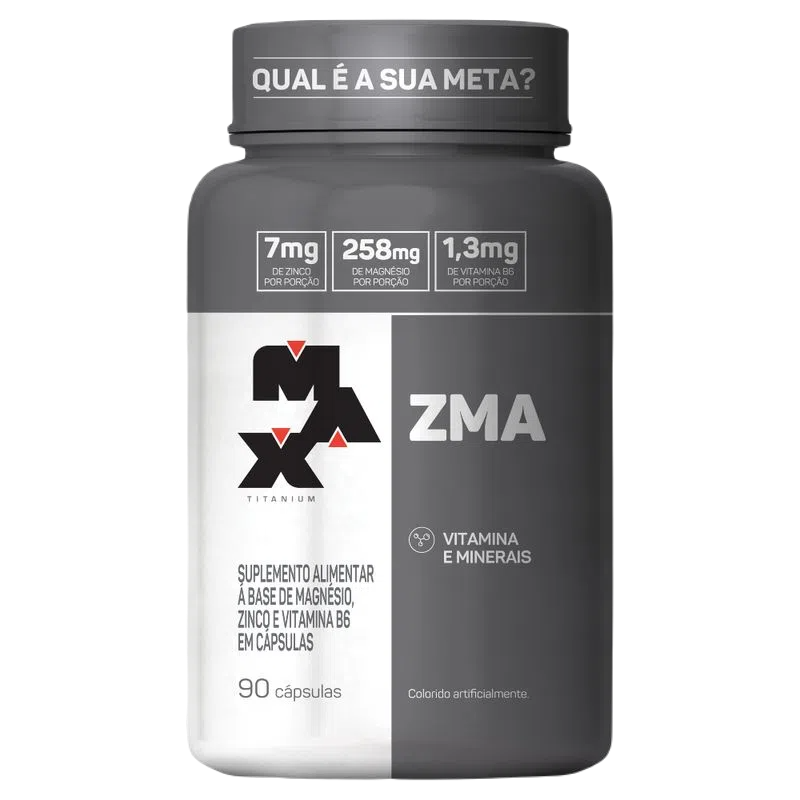 QUAL É A SUA META?
7mg
DE ZINCO
POR PORÇÃO
258mg
DE MAGNÉSIO
POR PORÇÃO
1,3mg
DE VITAMINA B6
POR PORÇÃO
MAX
TITANIUM
ZMA
VITAMINA
E MINERAIS
SUPLEMENTO ALIMENTAR
À BASE DE MAGNÉSIO,
ZINCO E VITAMINA B6
EM CÁPSULAS
90 cápsulas
Colorido artificialmente.